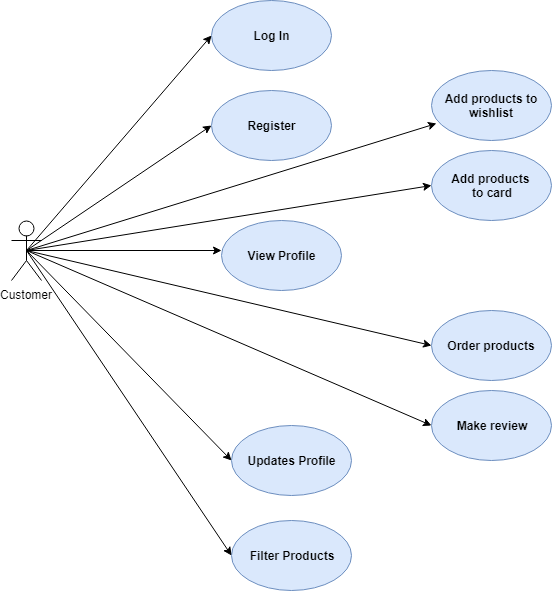 Log In
Add products to
wishlist
Register
Add products
to card
View Profile
Customer
Order products
Make review
Updates Profile
Filter Products